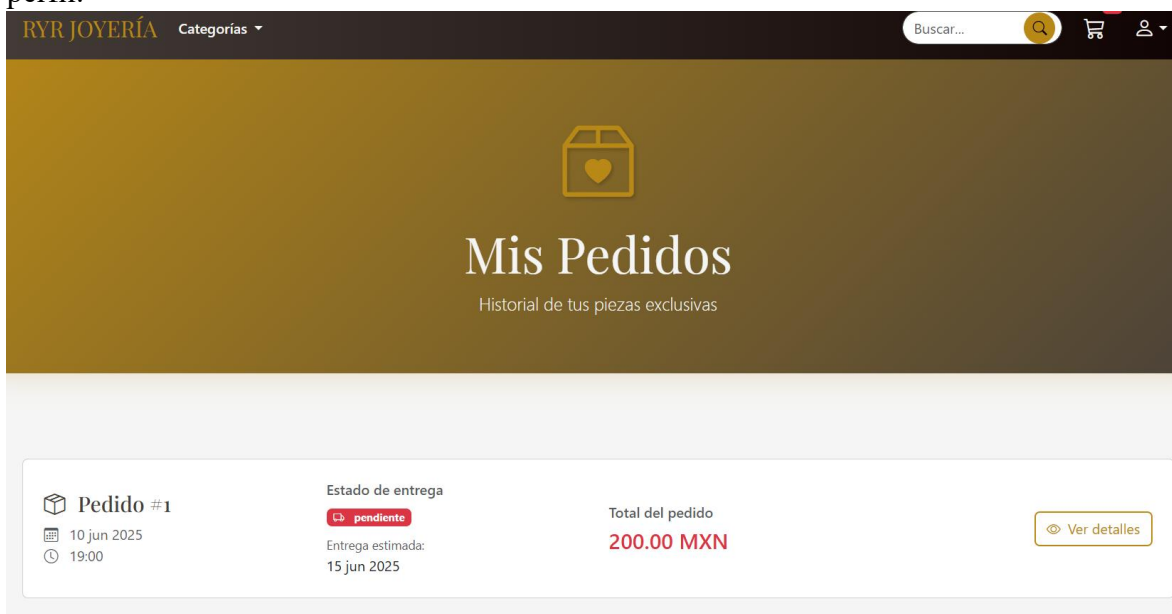 perfil.
RYR JOYERÍA Categorías Buscar...
Mis Pedidos
Historial de tus piezas exclusivas
Pedido #1
10 jun 2025
19:00
Estado de entrega
pendiente
Entrega estimada:
15 jun 2025
Total del pedido
200.00 MXN
Ver detalles